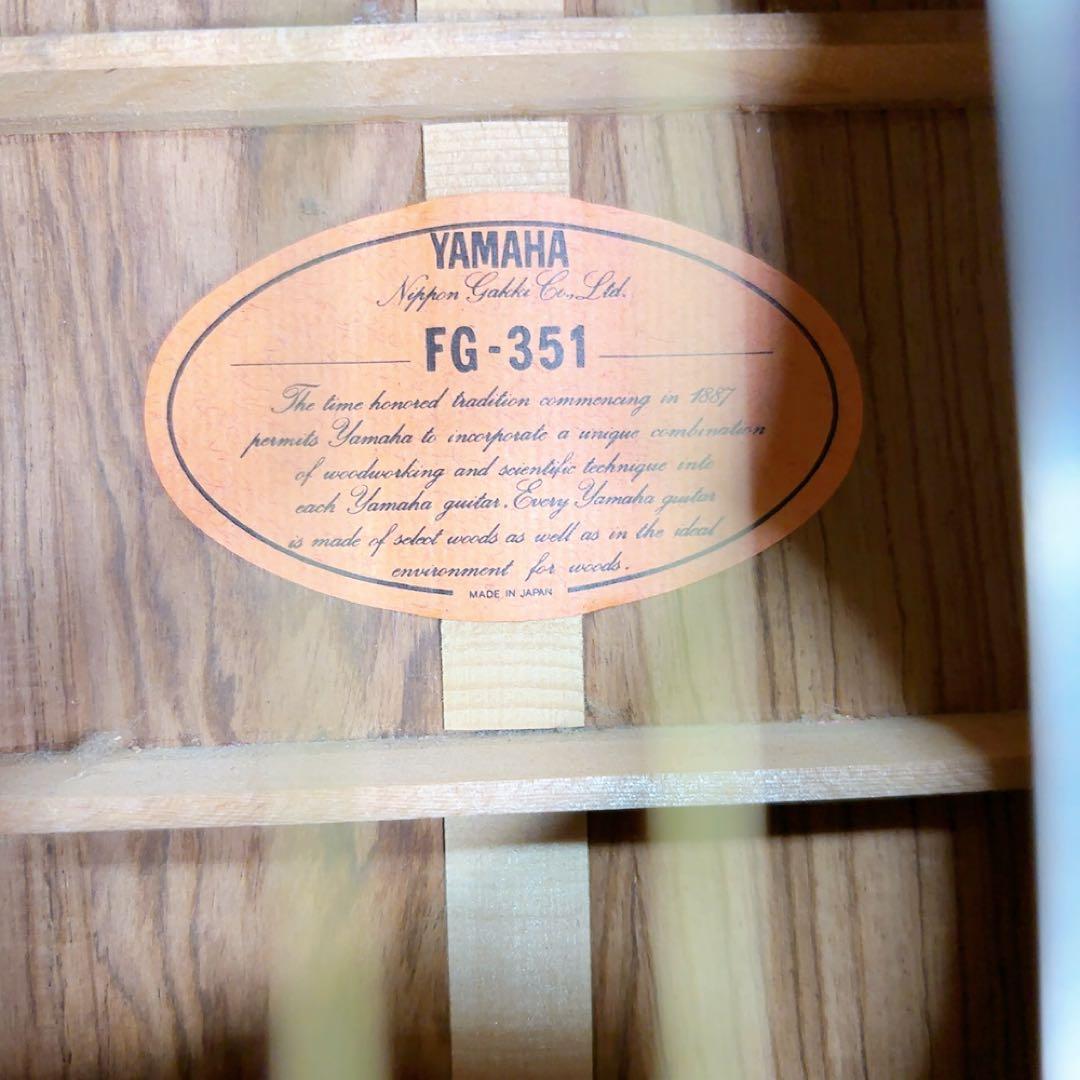 YAMAHA
Nippon Gakki Co., Ltd.
FG-351
The time honored tradition commencing in 1887
permits Yamaha to incorporate a unique combination
of woodworking and scientific technique into
each Yamaha guitar. Every Yamaha guitar
is made of select woods as well as in the ideal
environment for woods.
MADE IN JAPAN